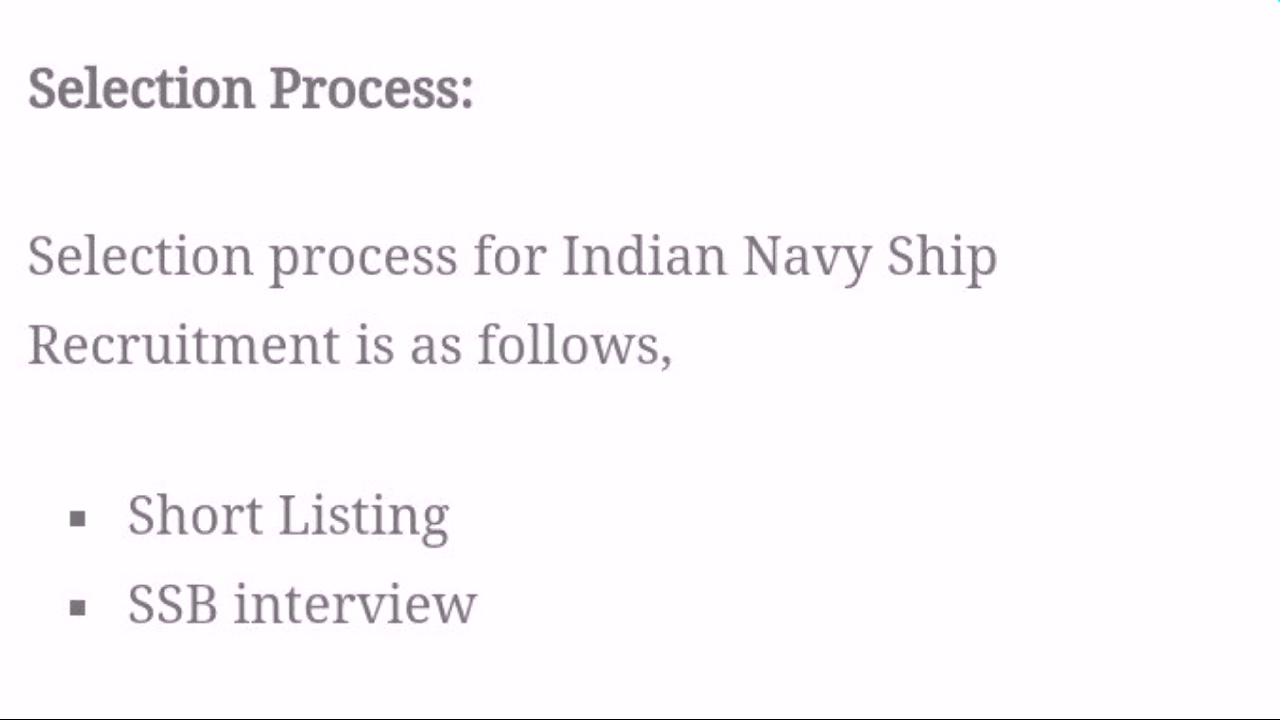 Selection Process:
Selection process for Indian Navy Ship
Recruitment is as follows,
▪ Short Listing
▪ SSB interview